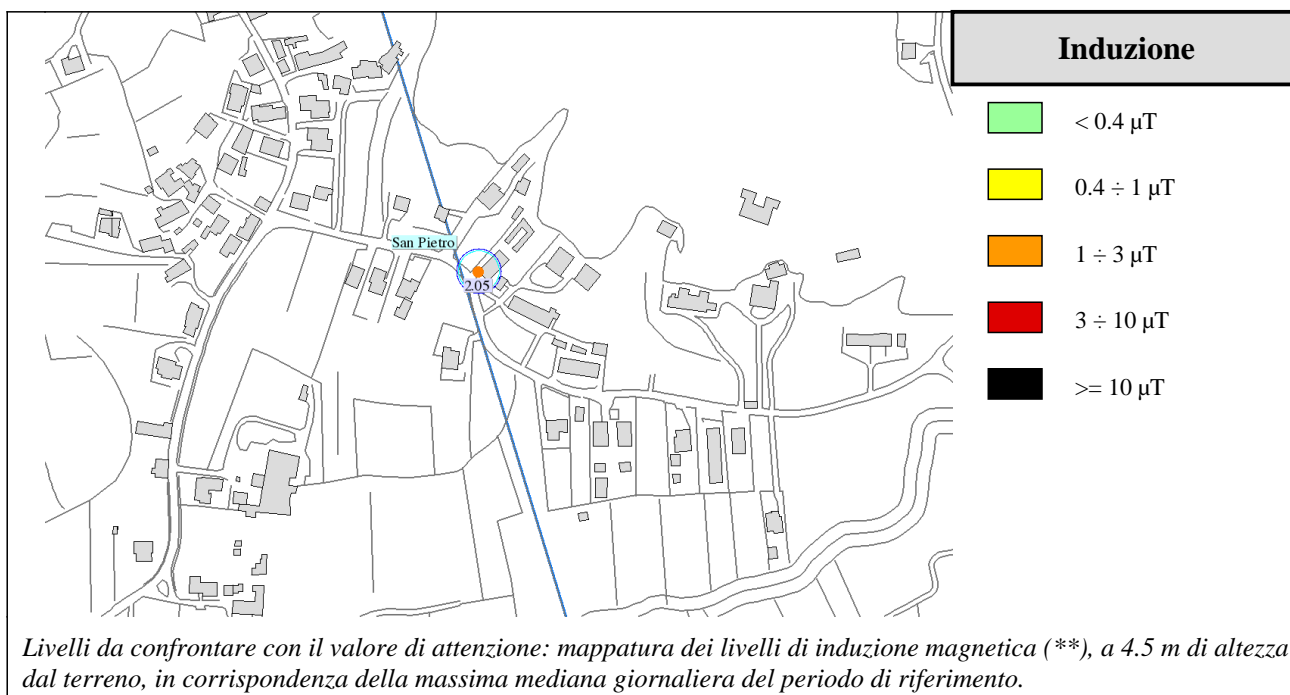 Induzione
< 0.4 µT
0.4 ÷ 1 µT
1 ÷ 3 µT
3 ÷ 10 µT
>= 10 µT
San Pietro
2.05
Livelli da confrontare con il valore di attenzione: mappatura dei livelli di induzione magnetica (**), a 4.5 m di altezza
dal terreno, in corrispondenza della massima mediana giornaliera del periodo di riferimento.